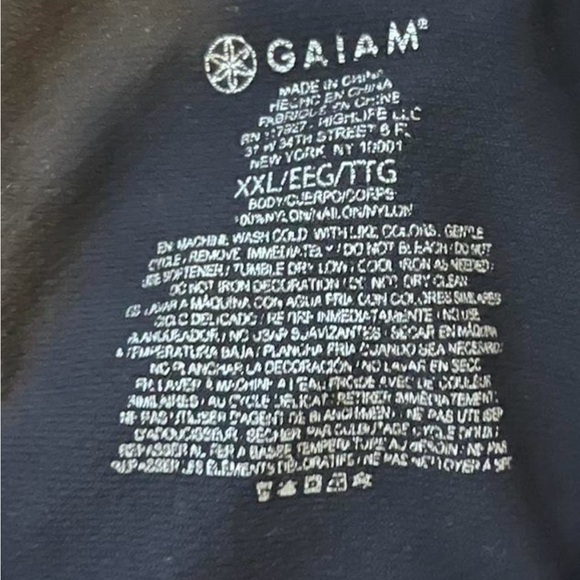 GAIAM®
MADE IN CHINA
HECHO EN CHINA
FABRIQUÉ EN CHINE
HIGHLIFE LLC
34TH STREET 6 FL
NEW YORK NY 10001
XXL/EEG/TTG
BODY/CUERPO/CORPS
100% NYLON/NAILON/NYLON
EN MACHINE WASH COLD WITH LIKE COLORS, GENTLE
CYCLE, REMOVE IMMEDIATELY / DO NOT BLEACH / DO NOT
USE SOFTENER / TUMBLE DRY LOW / COOL IRON AS NEEDED
DO NOT IRON DECORATION / DO NOT DRY CLEAN
ES LAVAR A MÁQUINA CON AGUA FRÍA CON COLORES SIMILARES
CICLO DELICADO / RETIRE INMEDIATAMENTE / NO USE
BLANQUEADOR / NO USAR SUAVIZANTES / SECAR EN MÁQUINA
A TEMPERATURA BAJA / PLANCHA FRÍA CUANDO SEA NECESARIO
NO PLANCHAR LA DECORACIÓN / NO LAVAR EN SECO
FR LAVER À MACHINE À L'EAU FROIDE AVEC DE COULEUR
SIMILAIRES / AU CYCLE DÉLICAT / RETIRER IMMÉDIATEMENT
NE PAS UTILISER D'AGENT DE BLANCHIMENT / NE PAS UTILISER
D'ADOUCISSEUR, SÉCHER PAR CULBUTAGE CYCLE DOUX /
REPASSER AU FER À BASSE TEMPÉRATURE AU BESOIN / NE PAS
REPASSER LES ÉLÉMENTS DÉCORATIFS / NE PAS NETTOYER À SEC